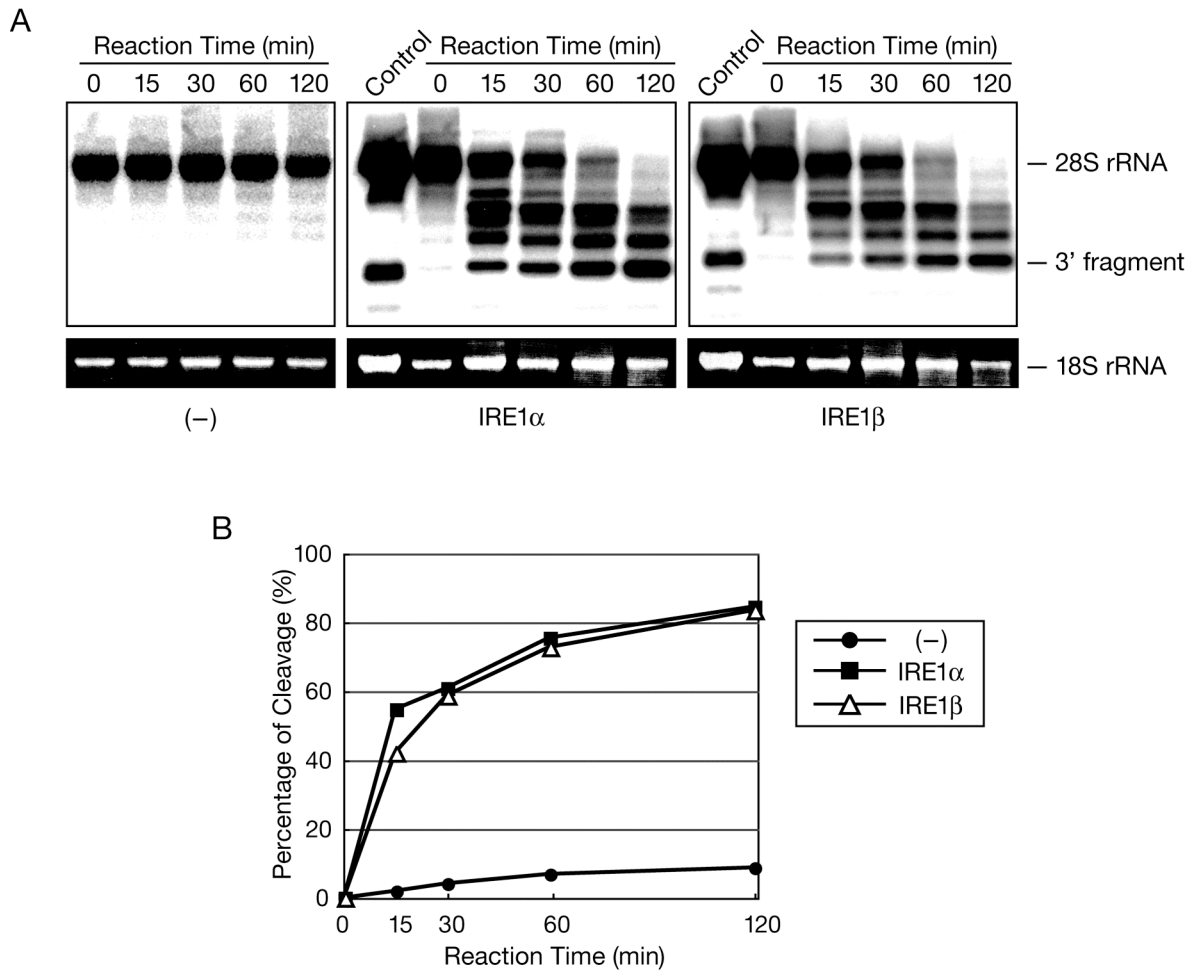 A
Reaction Time (min)
0 15 30 60 120
Control
Reaction Time (min)
0 15 30 60 120
Control
Reaction Time (min)
0 15 30 60 120
– 28S rRNA
– 3’ fragment
– 18S rRNA
(−)
IRE1α
IRE1β
B
Percentage of Cleavage (%)
100
80
60
40
20
0
0 15 30 60 120
Reaction Time (min)
(−)
IRE1α
IRE1β